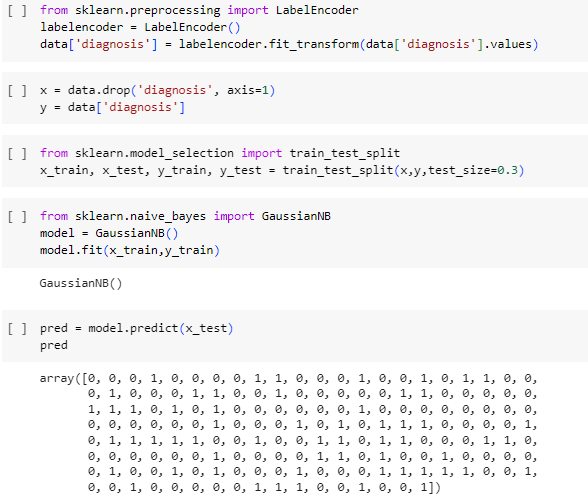 [ ] from sklearn.preprocessing import LabelEncoder
labelencoder = LabelEncoder()
data['diagnosis'] = labelencoder.fit_transform(data['diagnosis'].values)
[ ] x = data.drop('diagnosis', axis=1)
y = data['diagnosis']
[ ] from sklearn.model_selection import train_test_split
x_train, x_test, y_train, y_test = train_test_split(x,y,test_size=0.3)
[ ] from sklearn.naive_bayes import GaussianNB
model = GaussianNB()
model.fit(x_train,y_train)
GaussianNB()
[ ] pred = model.predict(x_test)
pred
array([0, 0, 0, 1, 0, 0, 0, 0, 1, 1, 0, 0, 0, 1, 0, 0, 1, 0, 1, 1, 0, 0,
0, 1, 0, 0, 0, 1, 1, 0, 0, 1, 0, 0, 0, 0, 0, 1, 1, 0, 0, 0, 0, 0,
1, 1, 1, 0, 1, 0, 1, 0, 0, 0, 0, 0, 0, 1, 0, 0, 0, 0, 0, 0, 0, 0,
0, 0, 0, 0, 0, 0, 1, 0, 0, 0, 1, 0, 1, 0, 1, 1, 1, 0, 0, 0, 0, 1,
0, 1, 1, 1, 1, 1, 0, 0, 1, 0, 0, 1, 1, 0, 1, 1, 0, 0, 0, 1, 1, 0,
0, 0, 0, 0, 0, 1, 0, 0, 0, 0, 1, 1, 0, 1, 0, 0, 1, 0, 0, 0, 0,
0, 1, 0, 0, 1, 0, 1, 0, 0, 0, 1, 0, 0, 0, 1, 1, 1, 1, 1, 0, 0, 1,
0, 0, 1, 0, 0, 0, 0, 0, 1, 1, 1, 0, 0, 1, 0, 0, 1])